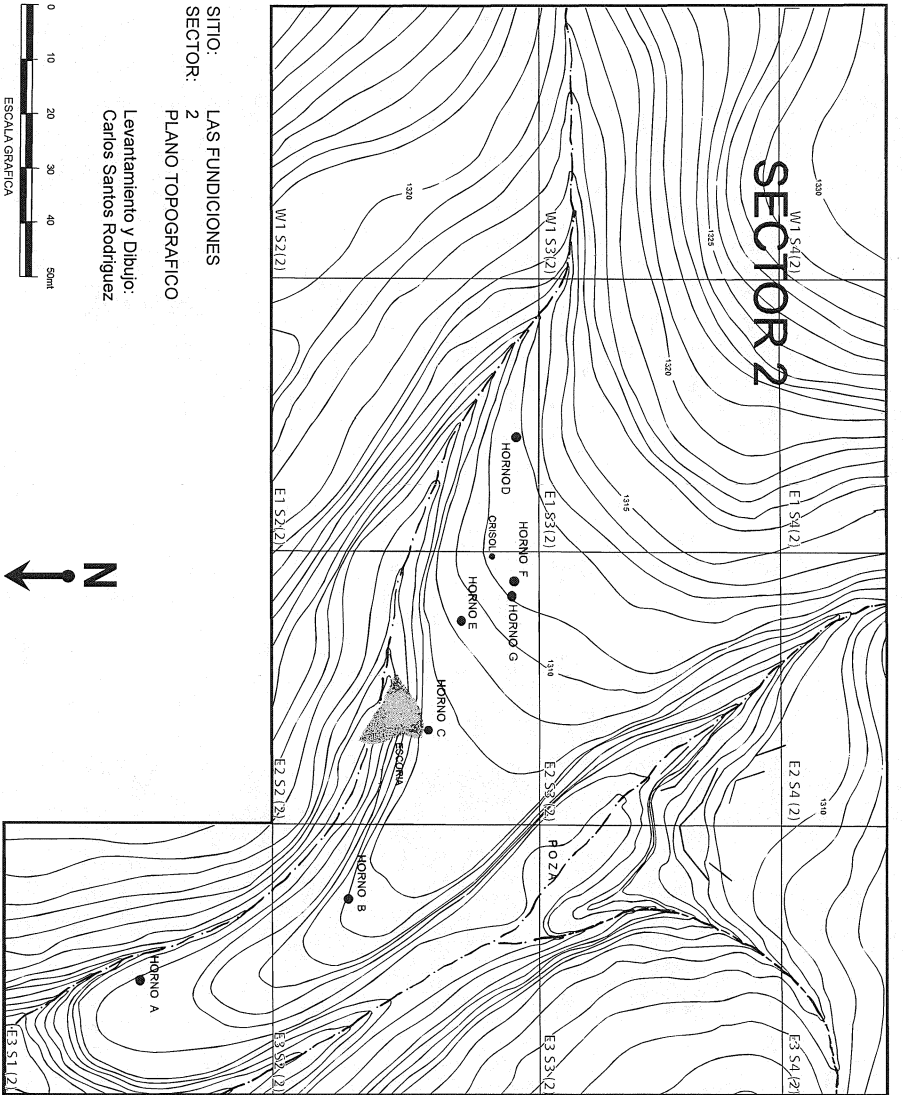 SECTOR 2
1330
1325
1320
1320
1315
1310
1310
W1 S4(2)
W1 S3(2)
W1 S2(2)
E1 S4(2)
E1 S3(2)
E1 S2(2)
E2 S4(2)
E2 S3(2)
E2 S2(2)
E3 S4(2)
E3 S3(2)
E3 S2(2)
E3 S1(2)
HORNO D
CRISOL
HORNO F
HORNO G
HORNO E
HORNO C
ESCORIA
HORNO B
HORNO A
POZA
SITIO: LAS FUNDICIONES
SECTOR: 2
PLANO TOPOGRAFICO
Levantamiento y Dibujo:
Carlos Santos Rodriguez
0 10 20 30 40 50mt
ESCALA GRAFICA
N